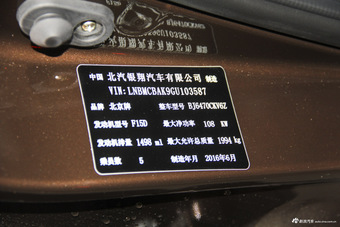 中国 北汽银翔汽车有限公司 制造
VIN:LNBMCBAK9GU103587
品牌 北京牌 整车型号 BJ6470CKV6Z
发动机型号 F15D 最大净功率 108 KW
发动机排量 1498 ml 最大允许总质量 1994 kg
乘员数 5 制造年月 2016年6月